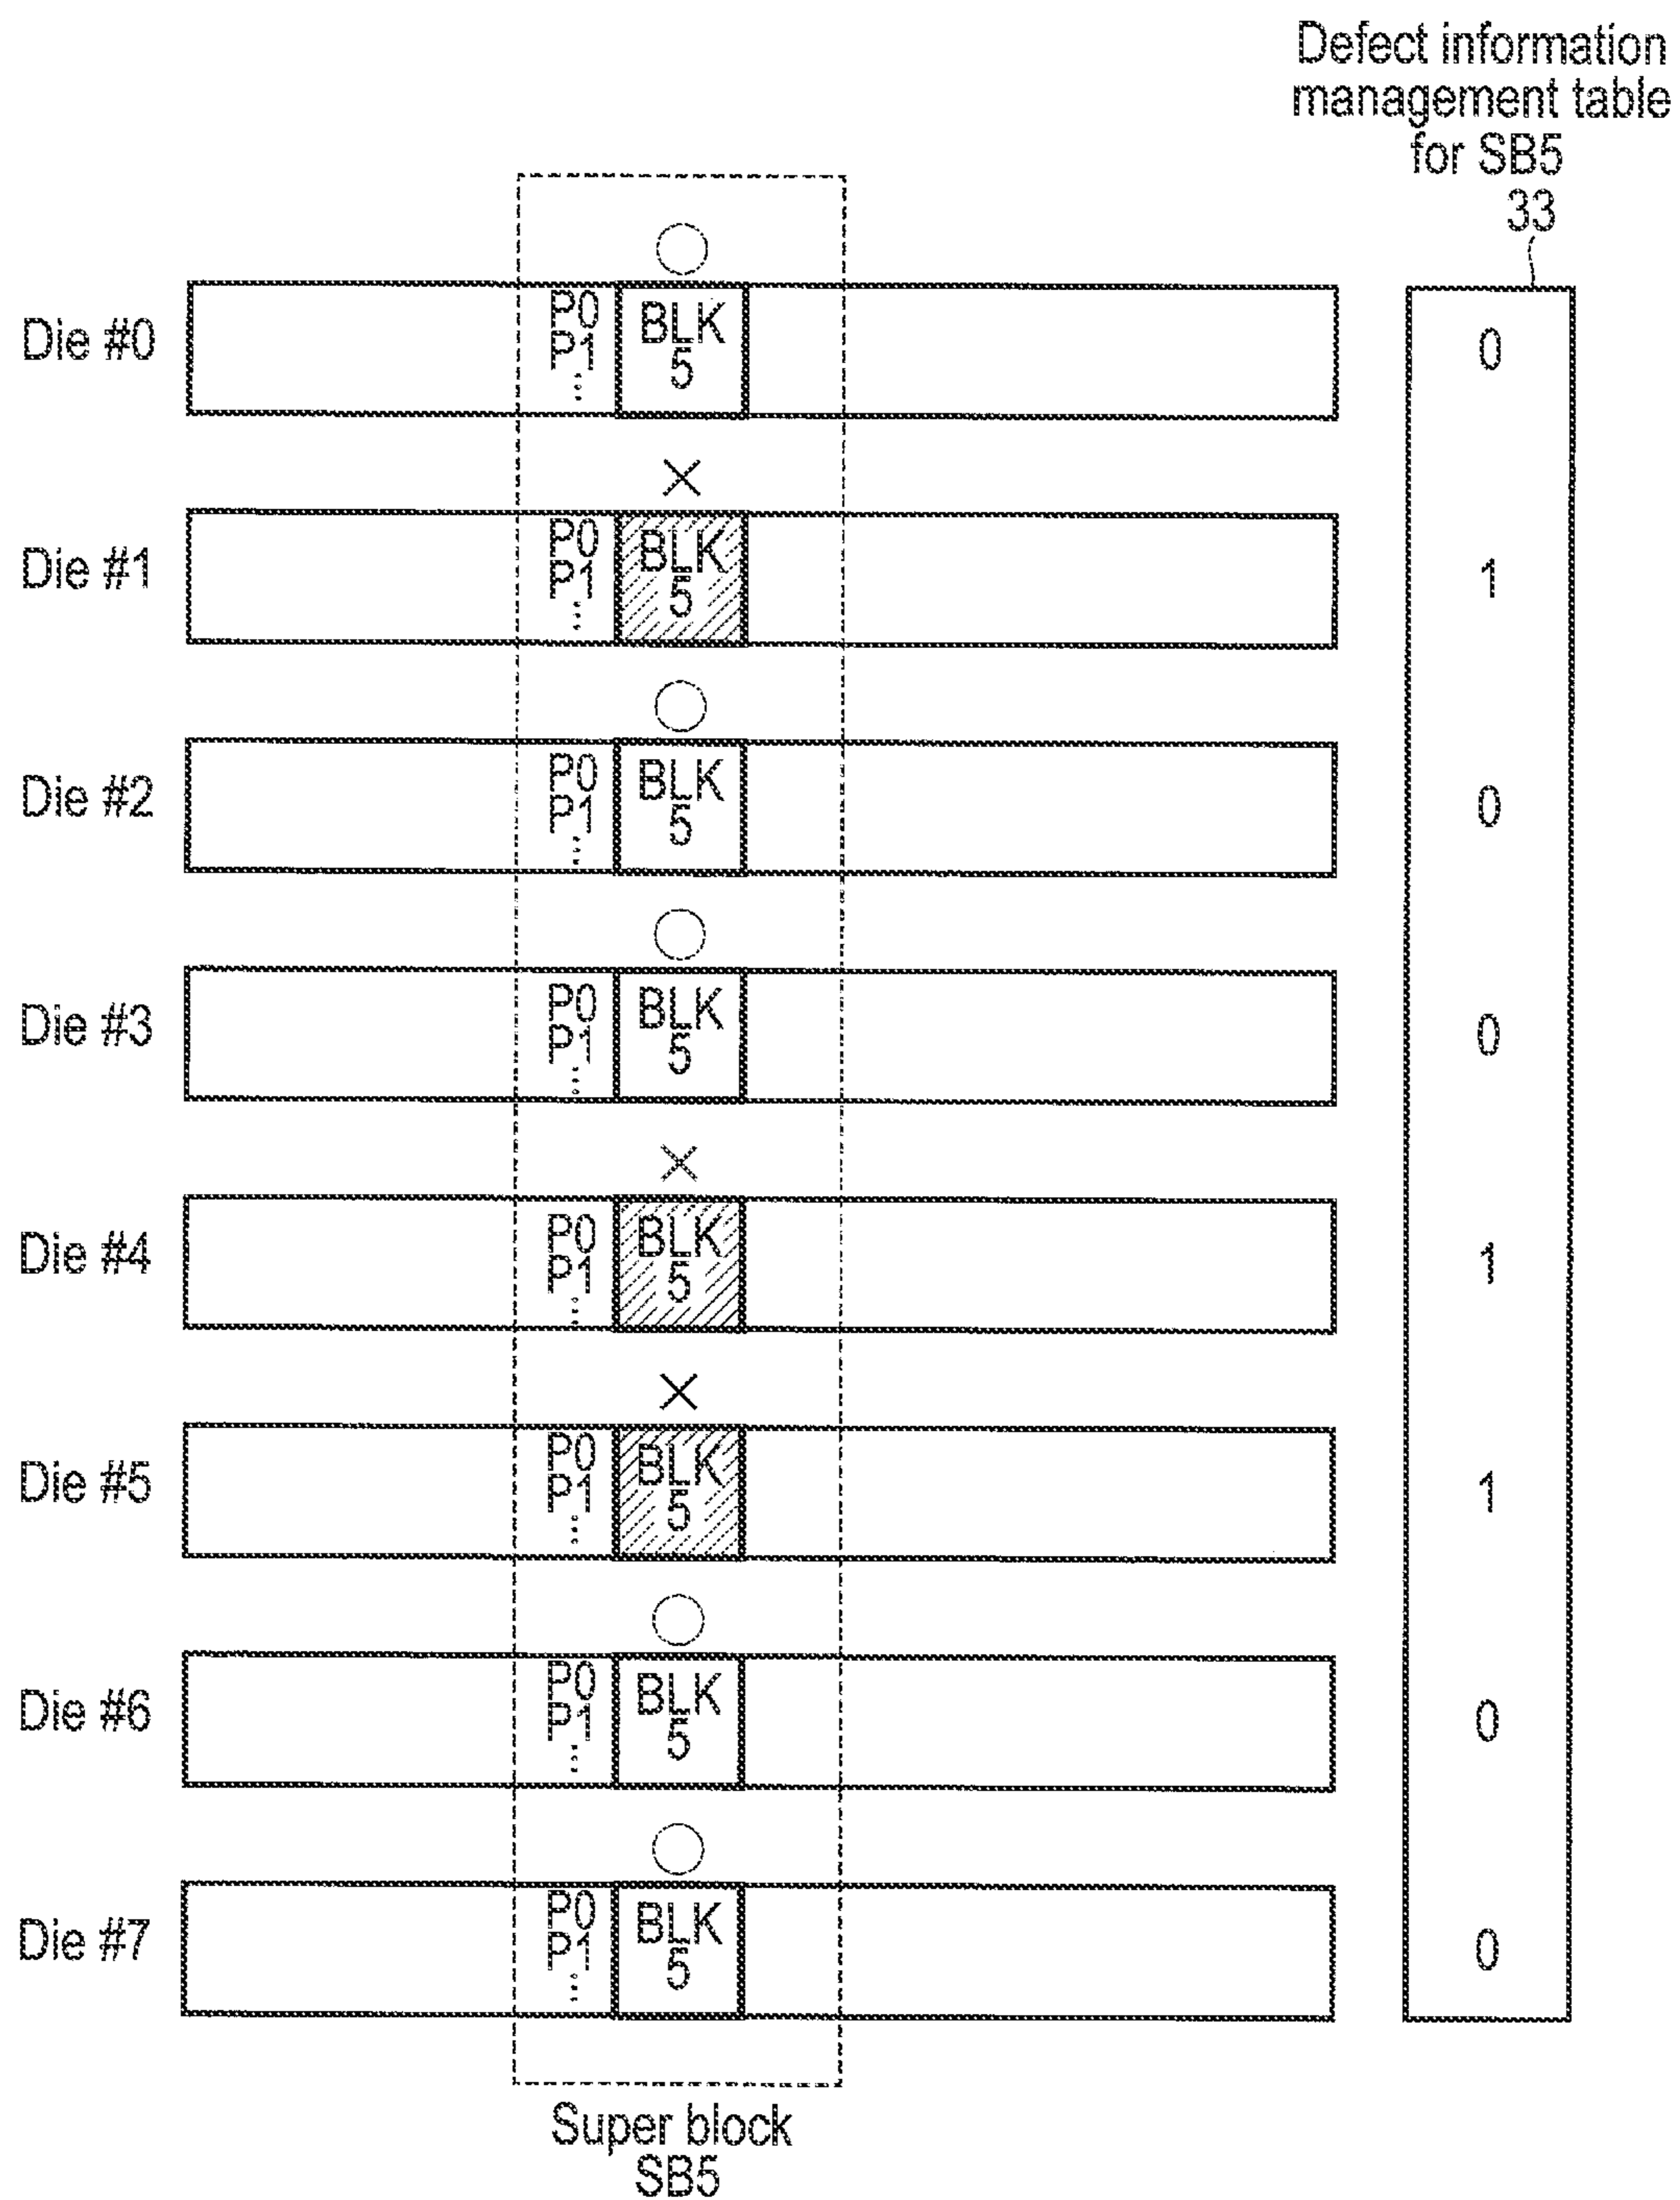 Defect information
management table
for SB5
33
Die #0
P0
P1
⋮
BLK
5
0
Die #1
P0
P1
⋮
BLK
5
1
Die #2
P0
P1
⋮
BLK
5
0
Die #3
P0
P1
⋮
BLK
5
0
Die #4
P0
P1
⋮
BLK
5
1
Die #5
P0
P1
⋮
BLK
5
1
Die #6
P0
P1
⋮
BLK
5
0
Die #7
P0
P1
⋮
BLK
5
0
Super block
SB5